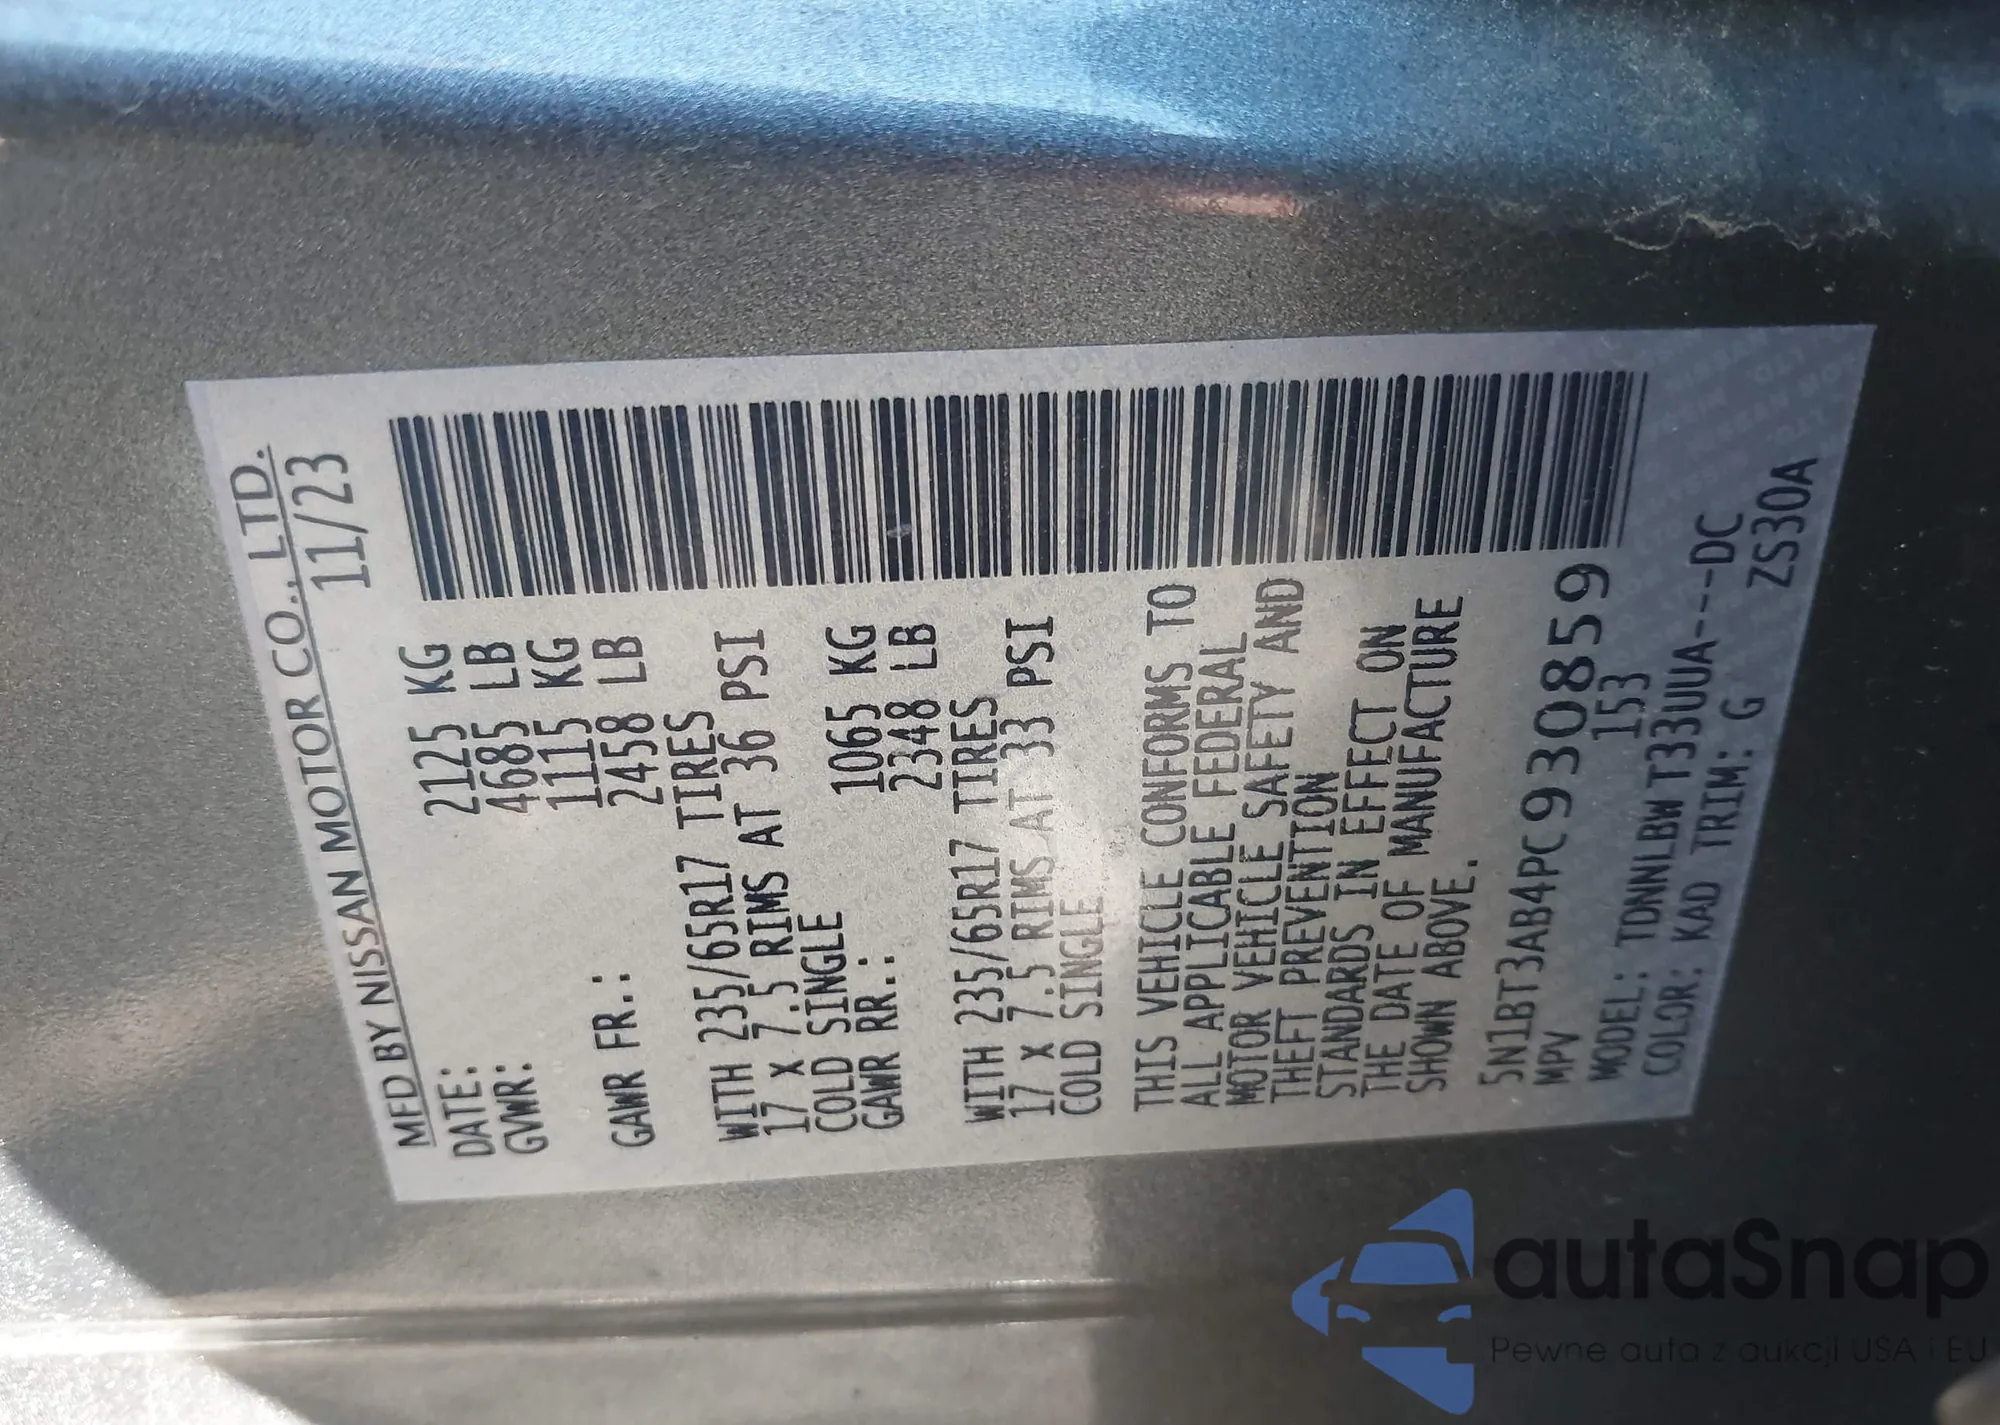 MFD BY NISSAN MOTOR CO., LTD.
DATE: 11/23
GVWR: 2125 KG
4685 LB
1115 KG
GAWR FR.: 2458 LB
WITH 235/65R17 TIRES
17 X 7.5 RIMS AT 36 PSI
COLD SINGLE
GAWR RR.: 1065 KG
2348 LB
WITH 235/65R17 TIRES
17 X 7.5 RIMS AT 33 PSI
COLD SINGLE
THIS VEHICLE CONFORMS TO
ALL APPLICABLE FEDERAL
MOTOR VEHICLE SAFETY AND
THEFT PREVENTION
STANDARDS IN EFFECT ON
THE DATE OF MANUFACTURE
SHOWN ABOVE.
5N1BT3AB4PC930859
MPV 153
MODEL: TDNNLBW T33UUA---DC
COLOR: KAD TRIM: G
ZS30A
autaSnap
Pewne auta z aukcji USA i EU